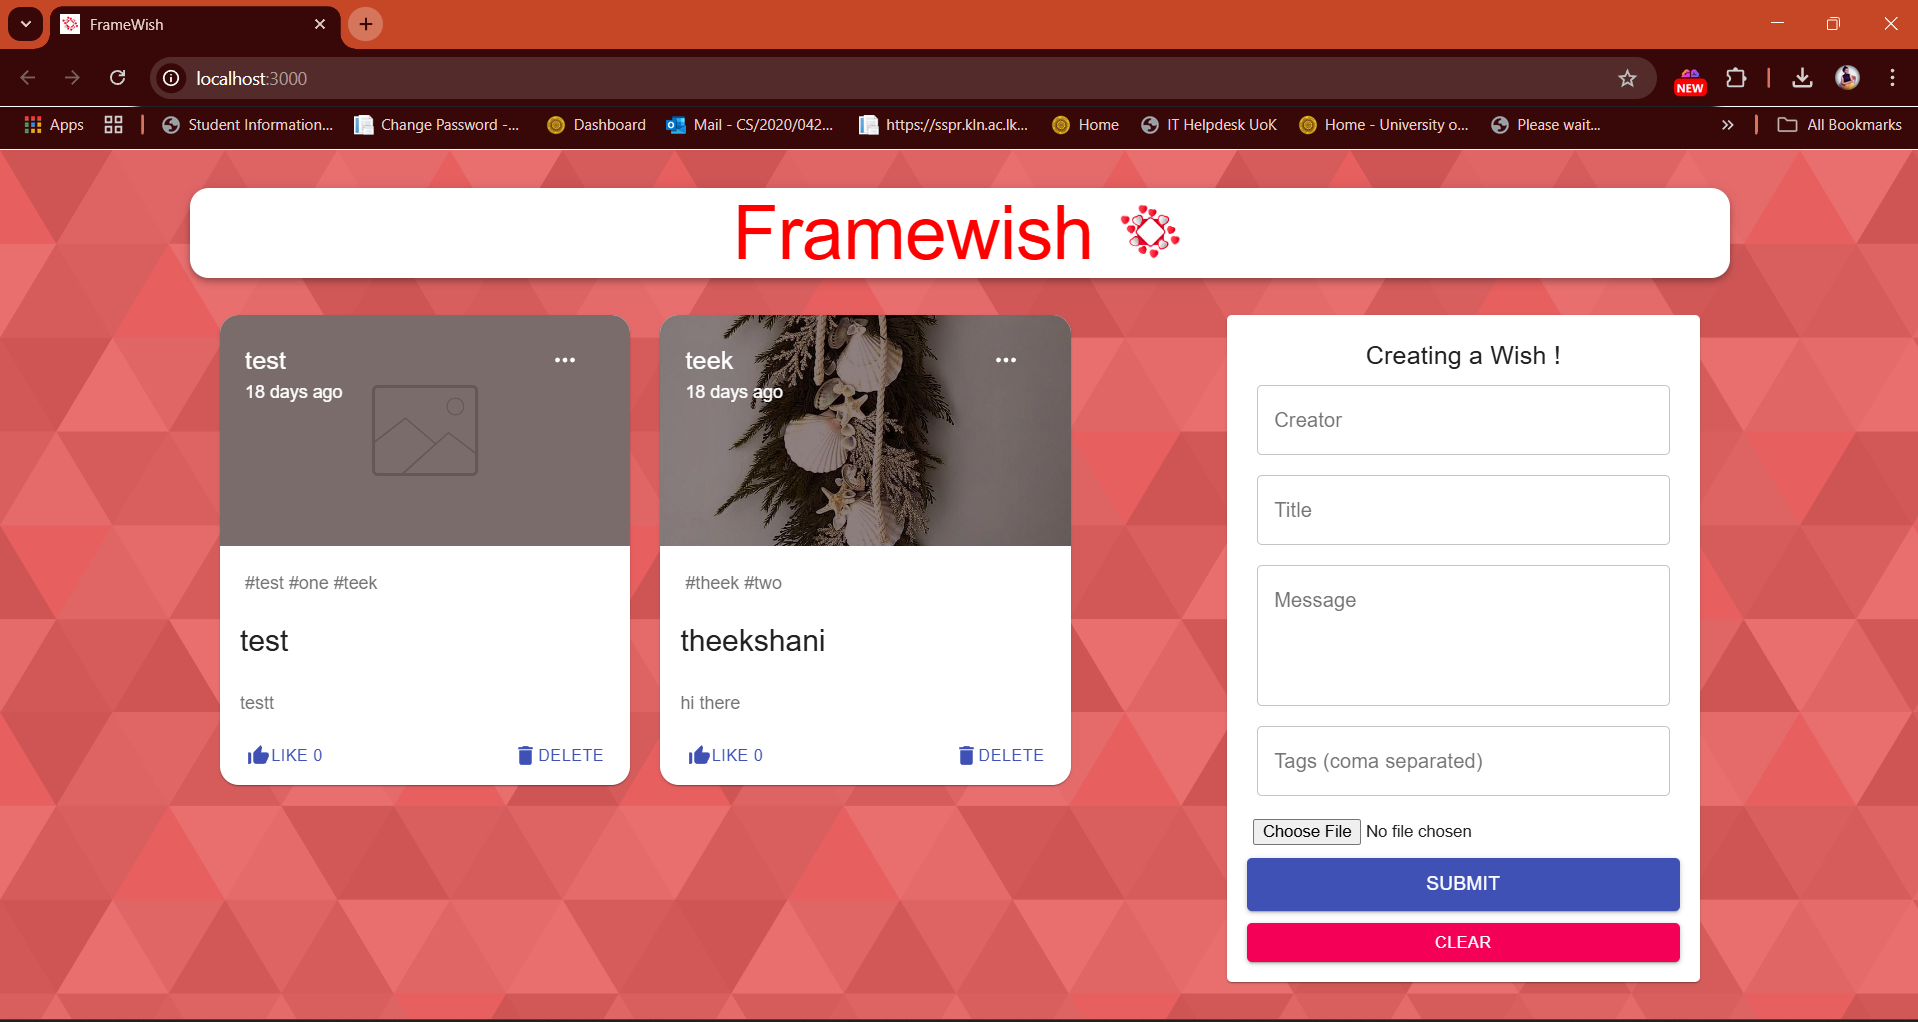 FrameWish
localhost:3000
NEW
Apps
Student Information...
Change Password -...
Dashboard
Mail - CS/2020/042...
https://sspr.kln.ac.lk...
Home
IT Helpdesk UoK
Home - University o...
Please wait...
All Bookmarks
Framewish
test
18 days ago
#test #one #teek
test
testt
LIKE 0
DELETE
teek
18 days ago
#theek #two
theekshani
hi there
LIKE 0
DELETE
Creating a Wish !
Creator
Title
Message
Tags (coma separated)
Choose File No file chosen
SUBMIT
CLEAR